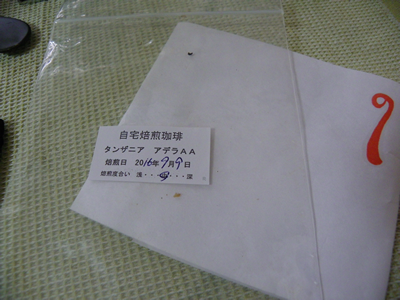 自宅焙煎珈琲
タンザニア アデラAA
焙煎日 2016年9月9日
焙煎度合い 浅・・・・・・深